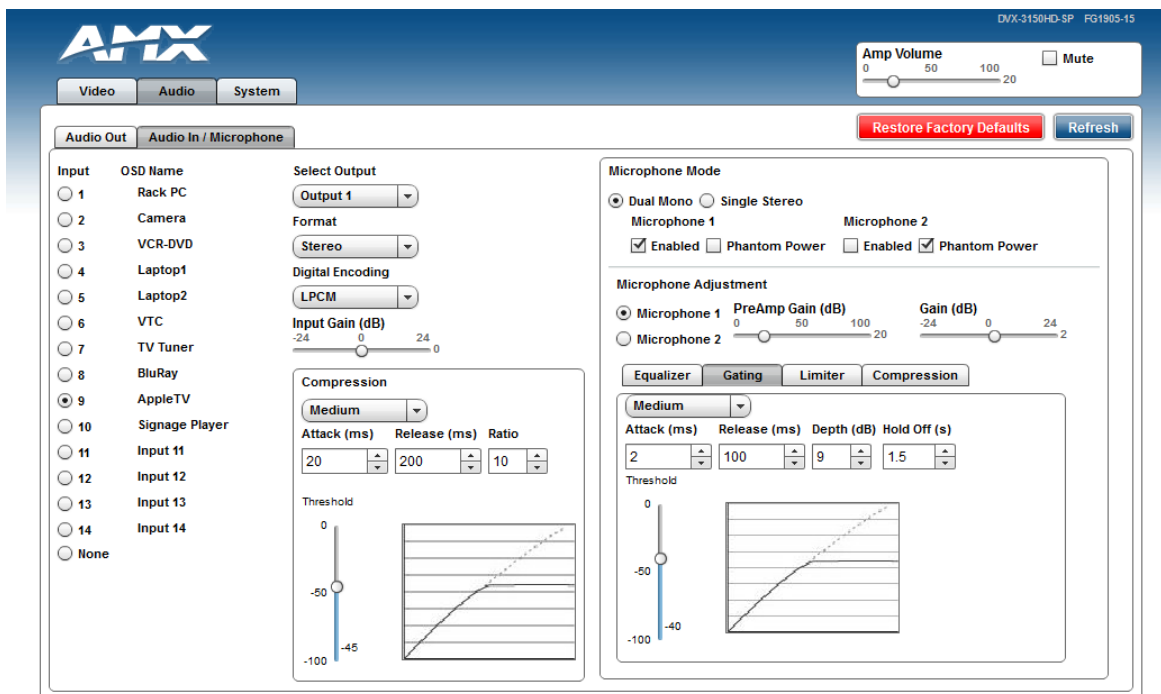 DVX-3150HD-SP FG1905-15
AMX
Amp Volume
0 50 100
20
Mute
Video Audio System
Audio Out Audio In / Microphone
Restore Factory Defaults Refresh
Input OSD Name
1 Rack PC
2 Camera
3 VCR-DVD
4 Laptop1
5 Laptop2
6 VTC
7 TV Tuner
8 BluRay
9 AppleTV
10 Signage Player
11 Input 11
12 Input 12
13 Input 13
14 Input 14
None
Select Output
Output 1
Format
Stereo
Digital Encoding
LPCM
Input Gain (dB)
-24 0 24
0
Compression
Medium
Attack (ms) Release (ms) Ratio
20 200 10
Threshold
0
-50
-100
-45
Microphone Mode
Dual Mono Single Stereo
Microphone 1 Microphone 2
Enabled Phantom Power Enabled Phantom Power
Microphone Adjustment
Microphone 1
Microphone 2
PreAmp Gain (dB)
0 50 100
20
Gain (dB)
-24 0 24
2
Equalizer Gating Limiter Compression
Medium
Attack (ms) Release (ms) Depth (dB) Hold Off (s)
2 100 9 1.5
Threshold
0
-50
-100
-40